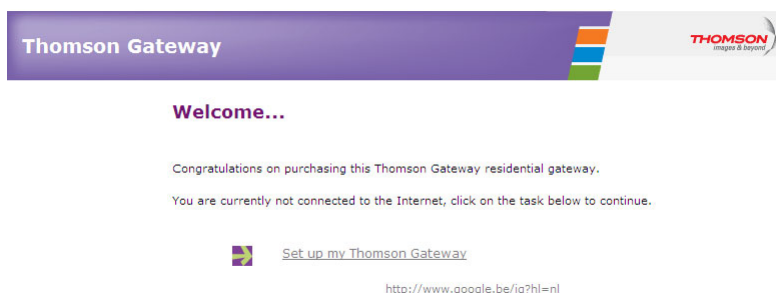 Thomson Gateway
THOMSON
images & beyond
Welcome...
Congratulations on purchasing this Thomson Gateway residential gateway.
You are currently not connected to the Internet, click on the task below to continue.
Set up my Thomson Gateway
http://www.google.be/ig?hl=nl